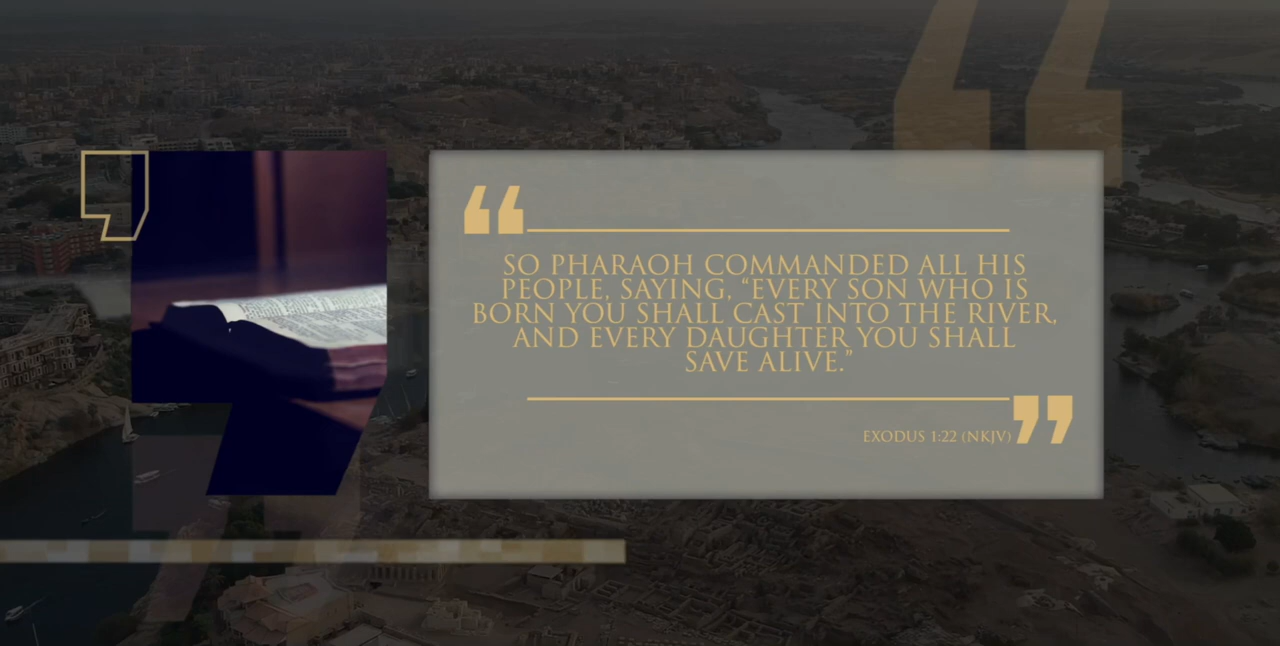 SO PHARAOH COMMANDED ALL HIS
PEOPLE, SAYING, “EVERY SON WHO IS
BORN YOU SHALL CAST INTO THE RIVER,
AND EVERY DAUGHTER YOU SHALL
SAVE ALIVE."
EXODUS 1:22 (NKJV)